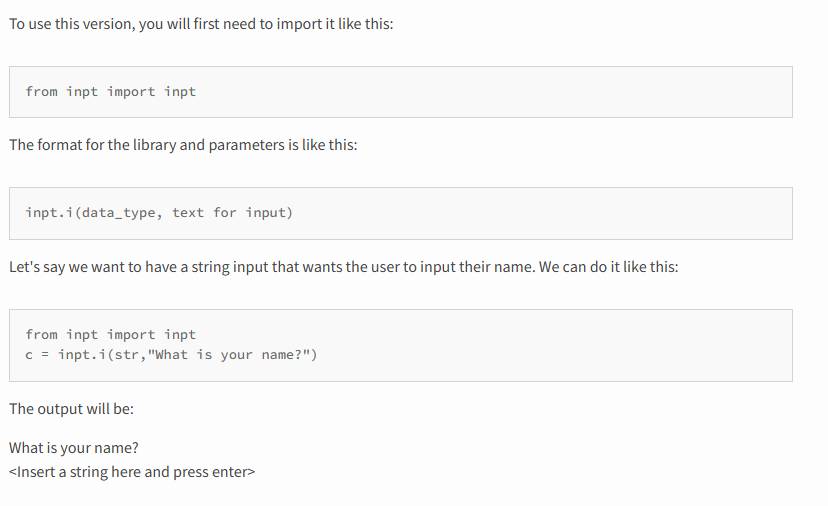 To use this version, you will first need to import it like this:
from inpt import inpt
The format for the library and parameters is like this:
inpt.i(data_type, text for input)
Let's say we want to have a string input that wants the user to input their name. We can do it like this:
from inpt import inpt
c = inpt.i(str,"What is your name?")
The output will be:
What is your name?
<Insert a string here and press enter>